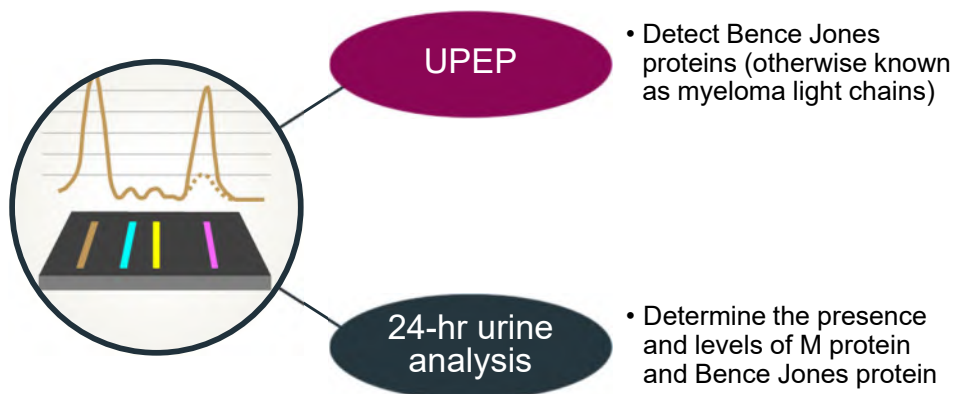 UPEP
• Detect Bence Jones
proteins (otherwise known
as myeloma light chains)
24-hr urine
analysis
• Determine the presence
and levels of M protein
and Bence Jones protein